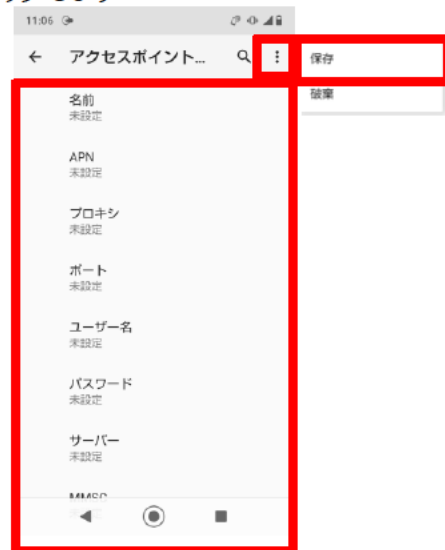 11:06
アクセスポイント...
保存
破棄
名前
未設定
APN
未設定
プロキシ
未設定
ポート
未設定
ユーザー名
未設定
パスワード
未設定
サーバー
未設定
MMSC